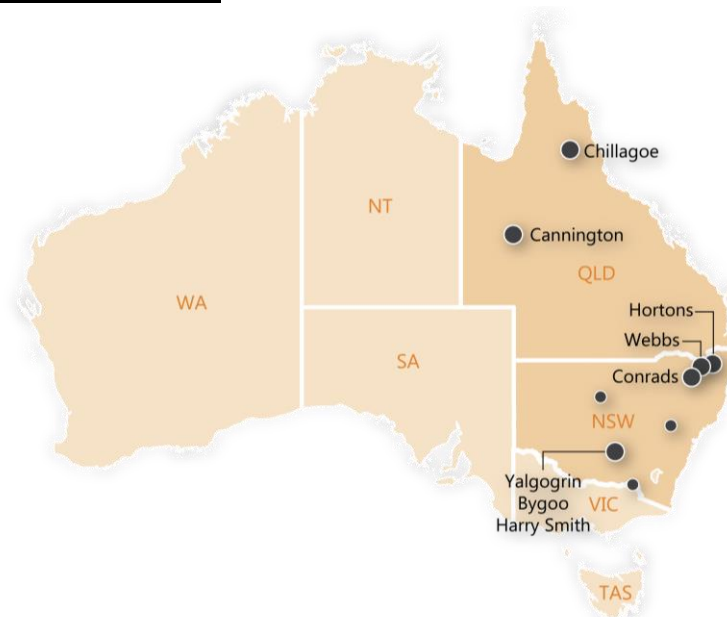 Chillagoe
NT
Cannington
QLD
WA
Hortons
Webbs
SA
Conrads
NSW
Yalgogrin
Bygoo
Harry Smith
VIC
TAS